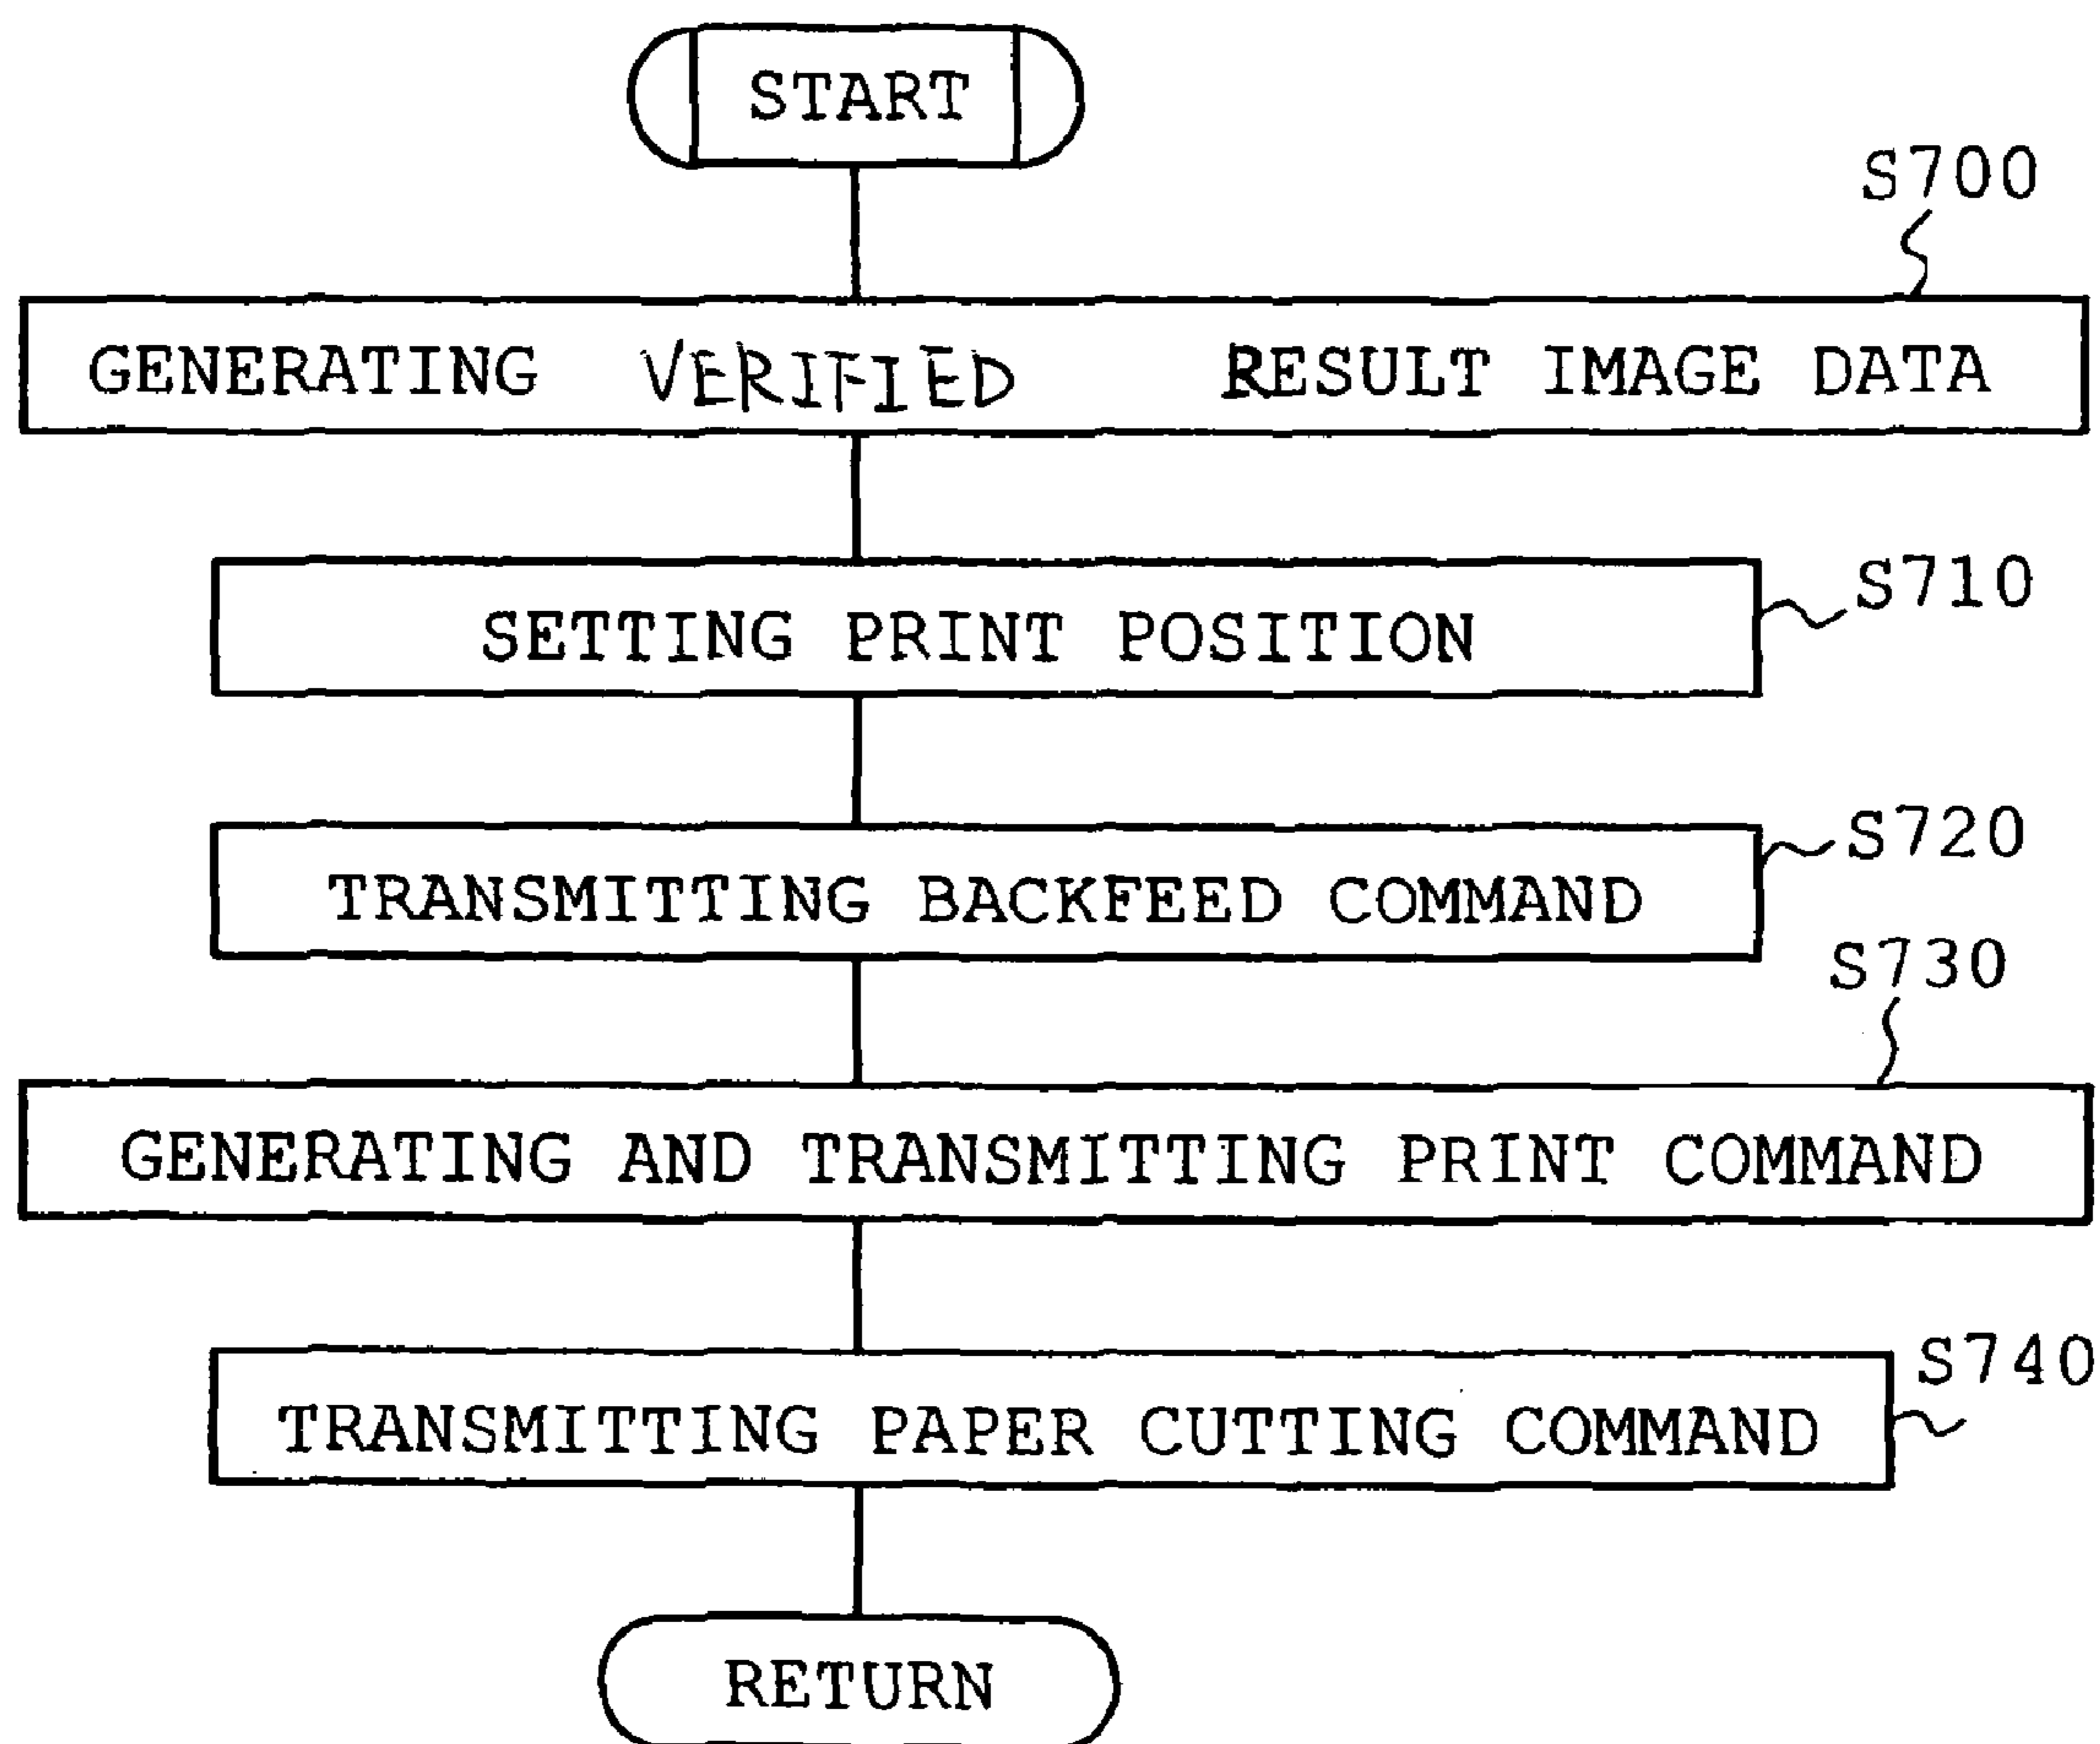 START
S700
GENERATING VERIFIED RESULT IMAGE DATA
S710
SETTING PRINT POSITION
S720
TRANSMITTING BACKFEED COMMAND
S730
GENERATING AND TRANSMITTING PRINT COMMAND
S740
TRANSMITTING PAPER CUTTING COMMAND
RETURN